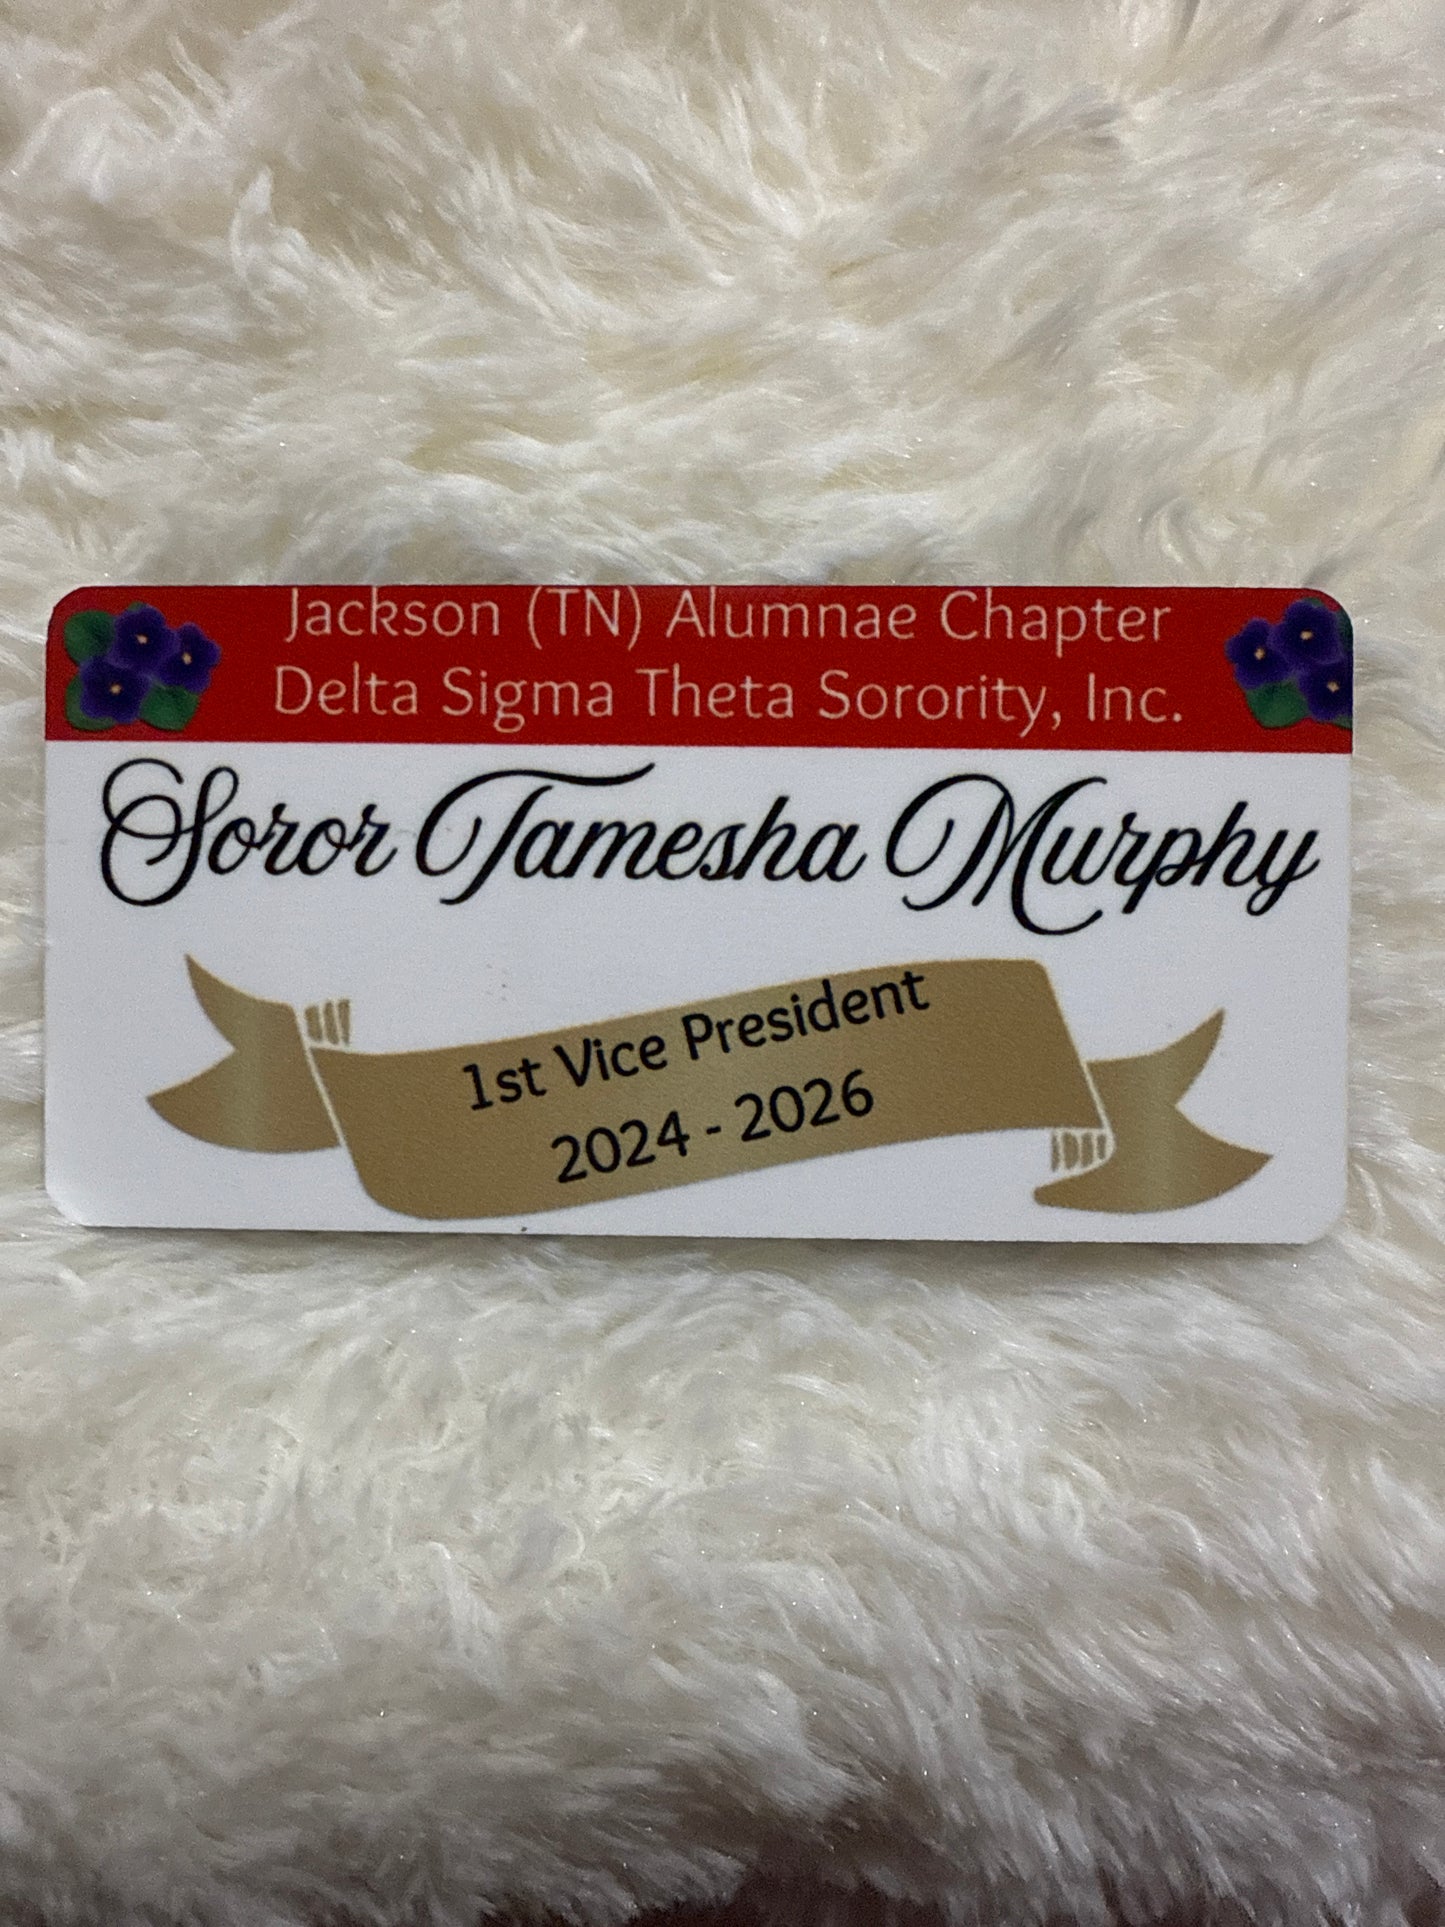 Jackson (TN) Alumnae Chapter
Delta Sigma Theta Sorority, Inc.
Soror Tamesha Murphy
1st Vice President
2024 - 2026